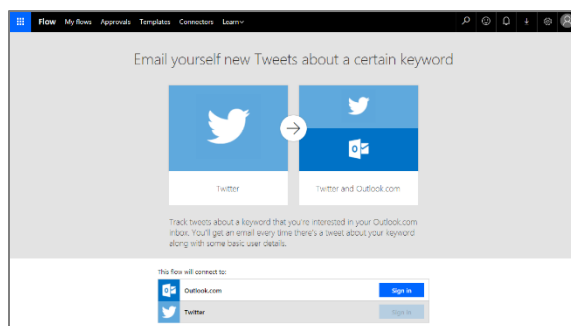 Flow My flows Approvals Templates Connectors Learn
Email yourself new Tweets about a certain keyword
Twitter
Twitter and Outlook.com
Track tweets about a keyword that you're interested in your Outlook.com
inbox. You'll get an email every time there's a tweet about your keyword
along with some basic user details.
This flow will connect to:
Outlook.com Sign in
Twitter Sign in